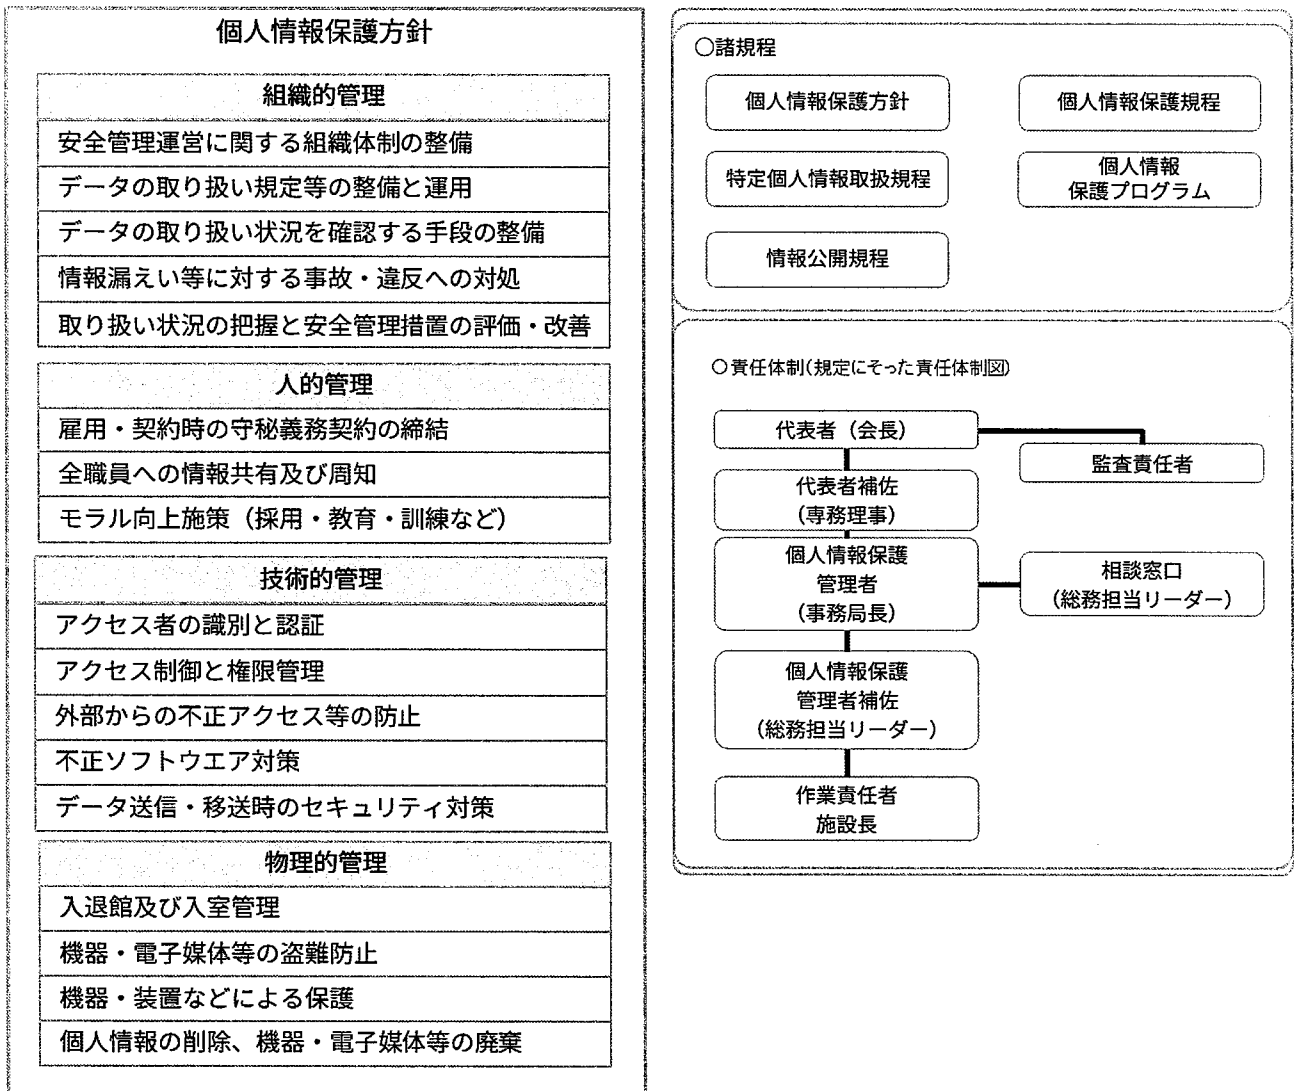 個人情報保護方針
組織的管理
安全管理運営に関する組織体制の整備
データの取り扱い規定等の整備と運用
データの取り扱い状況を確認する手段の整備
情報漏えい等に対する事故・違反への対処
取り扱い状況の把握と安全管理措置の評価・改善
人的管理
雇用・契約時の守秘義務契約の締結
全職員への情報共有及び周知
モラル向上施策（採用・教育・訓練など）
技術的管理
アクセス者の識別と認証
アクセス制御と権限管理
外部からの不正アクセス等の防止
不正ソフトウエア対策
データ送信・移送時のセキュリティ対策
物理的管理
入退館及び入室管理
機器・電子媒体等の盗難防止
機器・装置などによる保護
個人情報の削除、機器・電子媒体等の廃棄
○諸規程
個人情報保護方針
個人情報保護規程
特定個人情報取扱規程
個人情報
保護プログラム
情報公開規程
○責任体制(規定にそった責任体制図)
代表者（会長）
監査責任者
代表者補佐
（専務理事）
個人情報保護
管理者
（事務局長）
相談窓口
（総務担当リーダー）
個人情報保護
管理者補佐
（総務担当リーダー）
作業責任者
施設長